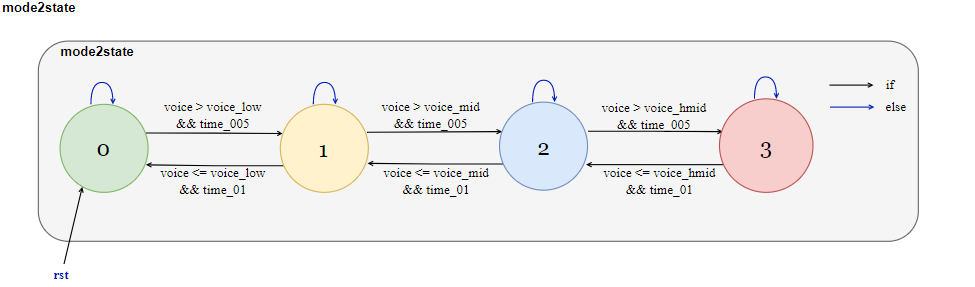 mode2state
mode2state
voice > voice_low
&& time_005
voice > voice_mid
&& time_005
voice > voice_hmid
&& time_005
if
else
0
1
2
3
voice <= voice_low
&& time_01
voice <= voice_mid
&& time_01
voice <= voice_hmid
&& time_01
rst